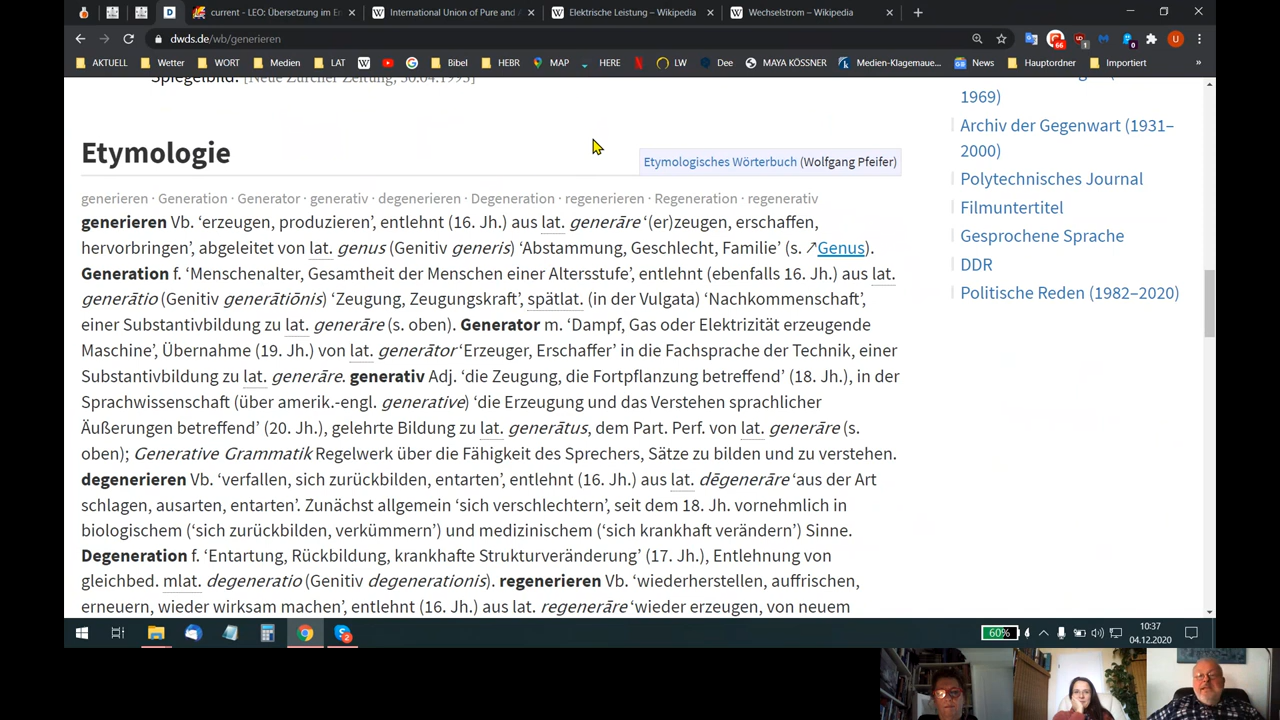 current - LEO: Übersetzung im E
International Union of Pure and A
Elektrische Leistung – Wikipedia
Wechselstrom – Wikipedia
dwds.de/wb/generieren
AKTUELL
Wetter
WORT
Medien
LAT
Bibel
HEBR
MAP
HERE
LW
Dee
MAYA KÖSSNER
Medien-Klagemaue...
News
Hauptordner
Importiert
Spiegelbild. [Neue Zürcher Zeitung, 30.04.1993]
Etymologie
Etymologisches Wörterbuch (Wolfgang Pfeifer)
generieren · Generation · Generator · generativ · degenerieren · Degeneration · regenerieren · Regeneration · regenerativ
generieren Vb. ‘erzeugen, produzieren’, entlehnt (16. Jh.) aus lat. generāre ‘(er)zeugen, erschaffen,
hervorbringen’, abgeleitet von lat. genus (Genitiv generis) ‘Abstammung, Geschlecht, Familie’ (s. ↗Genus).
Generation f. ‘Menschenalter, Gesamtheit der Menschen einer Altersstufe’, entlehnt (ebenfalls 16. Jh.) aus lat.
generātio (Genitiv generātiōnis) ‘Zeugung, Zeugungskraft’, spätlat. (in der Vulgata) ‘Nachkommenschaft’,
einer Substantivbildung zu lat. generāre (s. oben). Generator m. ‘Dampf, Gas oder Elektrizität erzeugende
Maschine’, Übernahme (19. Jh.) von lat. generātor ‘Erzeuger, Erschaffer’ in die Fachsprache der Technik, einer
Substantivbildung zu lat. generāre. generativ Adj. ‘die Zeugung, die Fortpflanzung betreffend’ (18. Jh.), in der
Sprachwissenschaft (über amerik.-engl. generative) ‘die Erzeugung und das Verstehen sprachlicher
Äußerungen betreffend’ (20. Jh.), gelehrte Bildung zu lat. generātus, dem Part. Perf. von lat. generāre (s.
oben); Generative Grammatik Regelwerk über die Fähigkeit des Sprechers, Sätze zu bilden und zu verstehen.
degenerieren Vb. ‘verfallen, sich zurückbilden, entarten’, entlehnt (16. Jh.) aus lat. dēgenerāre ‘aus der Art
schlagen, ausarten, entarten’. Zunächst allgemein ‘sich verschlechtern’, seit dem 18. Jh. vornehmlich in
biologischem (‘sich zurückbilden, verkümmern’) und medizinischem (‘sich krankhaft verändern’) Sinne.
Degeneration f. ‘Entartung, Rückbildung, krankhafte Strukturveränderung’ (17. Jh.), Entlehnung von
gleichbed. mlat. degeneratio (Genitiv degenerationis). regenerieren Vb. ‘wiederherstellen, auffrischen,
erneuern, wieder wirksam machen’, entlehnt (16. Jh.) aus lat. regenerāre ‘wieder erzeugen, von neuem
1969)
Archiv der Gegenwart (1931–
2000)
Polytechnisches Journal
Filmuntertitel
Gesprochene Sprache
DDR
Politische Reden (1982–2020)
60%
10:37
04.12.2020